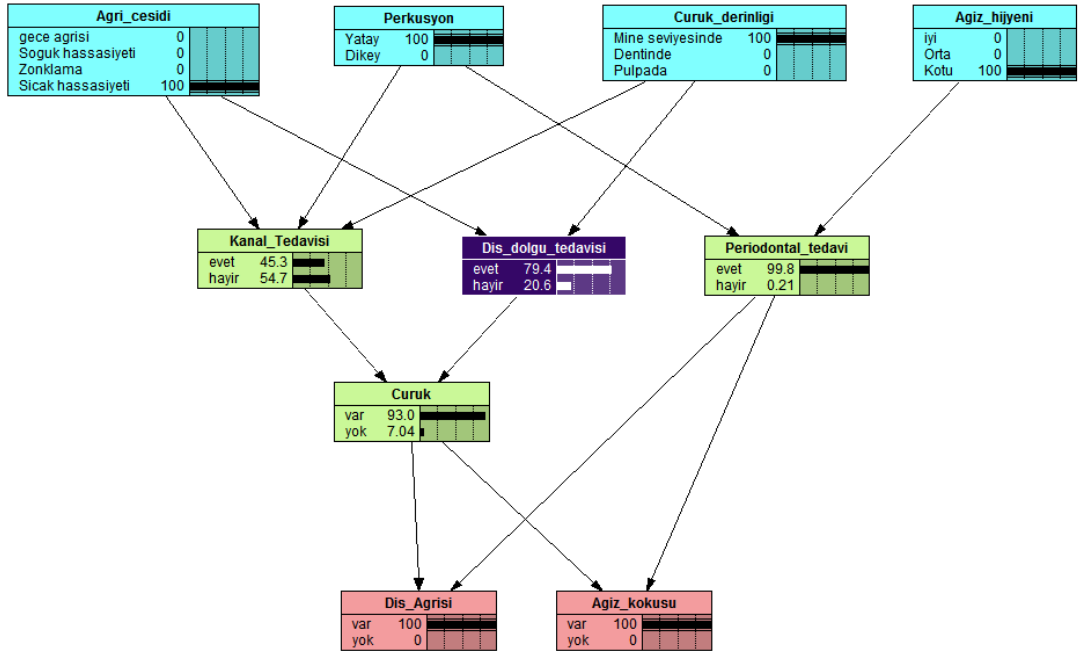 Agri_cesidi
gece agrisi 0
Soguk hassasiyeti 0
Zonklama 0
Sicak hassasiyeti 100
Perkusyon
Yatay 100
Dikey 0
Curuk_derinligi
Mine seviyesinde 100
Dentinde 0
Pulpada 0
Agiz_hijyeni
iyi 0
Orta 0
Kotu 100
Kanal_Tedavisi
evet 45.3
hayir 54.7
Dis_dolgu_tedavisi
evet 79.4
hayir 20.6
Periodontal_tedavi
evet 99.8
hayir 0.21
Curuk
var 93.0
yok 7.04
Dis_Agrisi
var 100
yok 0
Agiz_kokusu
var 100
yok 0